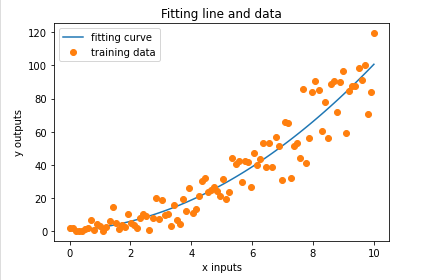 Fitting line and data
fitting curve
training data
y outputs
120
100
80
60
40
20
0
0 2 4 6 8 10
x inputs